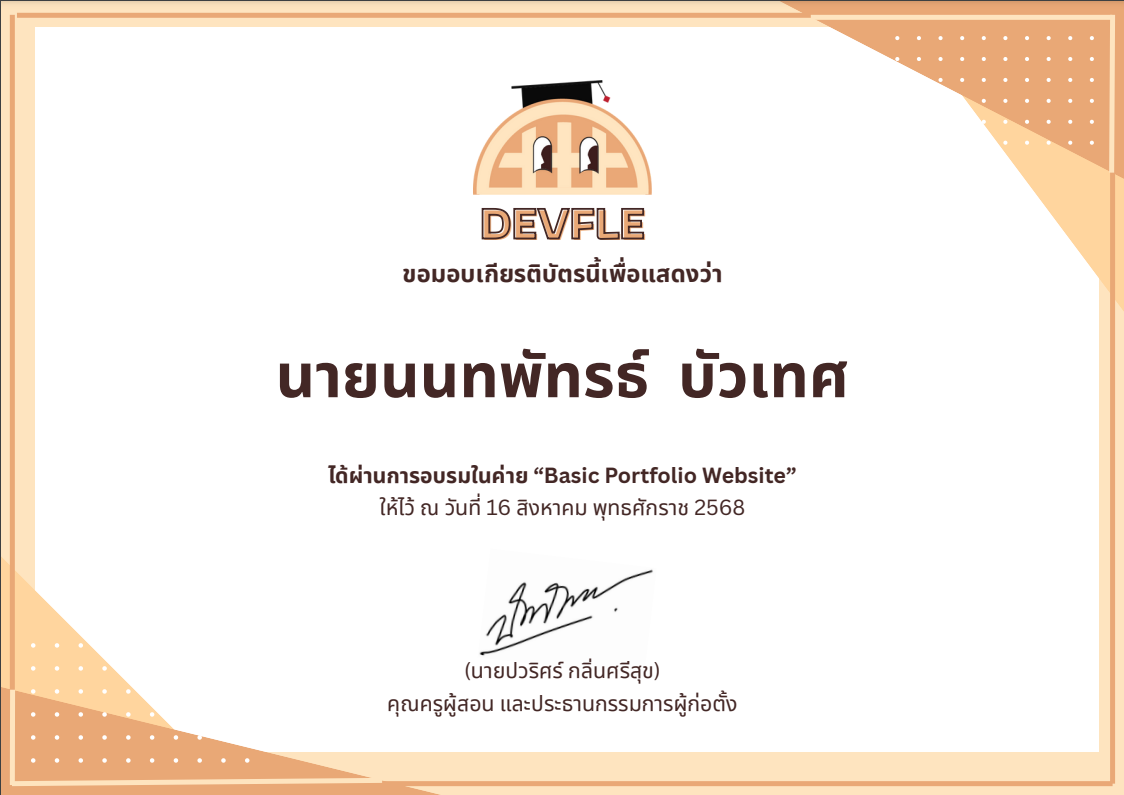 DEVFLE
ขอมอบเกียรติบัตรนี้เพื่อแสดงว่า
นายนนทพัทรธ์ บัวเทศ
ได้ผ่านการอบรมในค่าย “Basic Portfolio Website”
ให้ไว้ ณ วันที่ 16 สิงหาคม พุทธศักราช 2568
(นายปวริศร์ กลิ่นศรีสุข)
คุณครูผู้สอน และประธานกรรมการผู้ก่อตั้ง